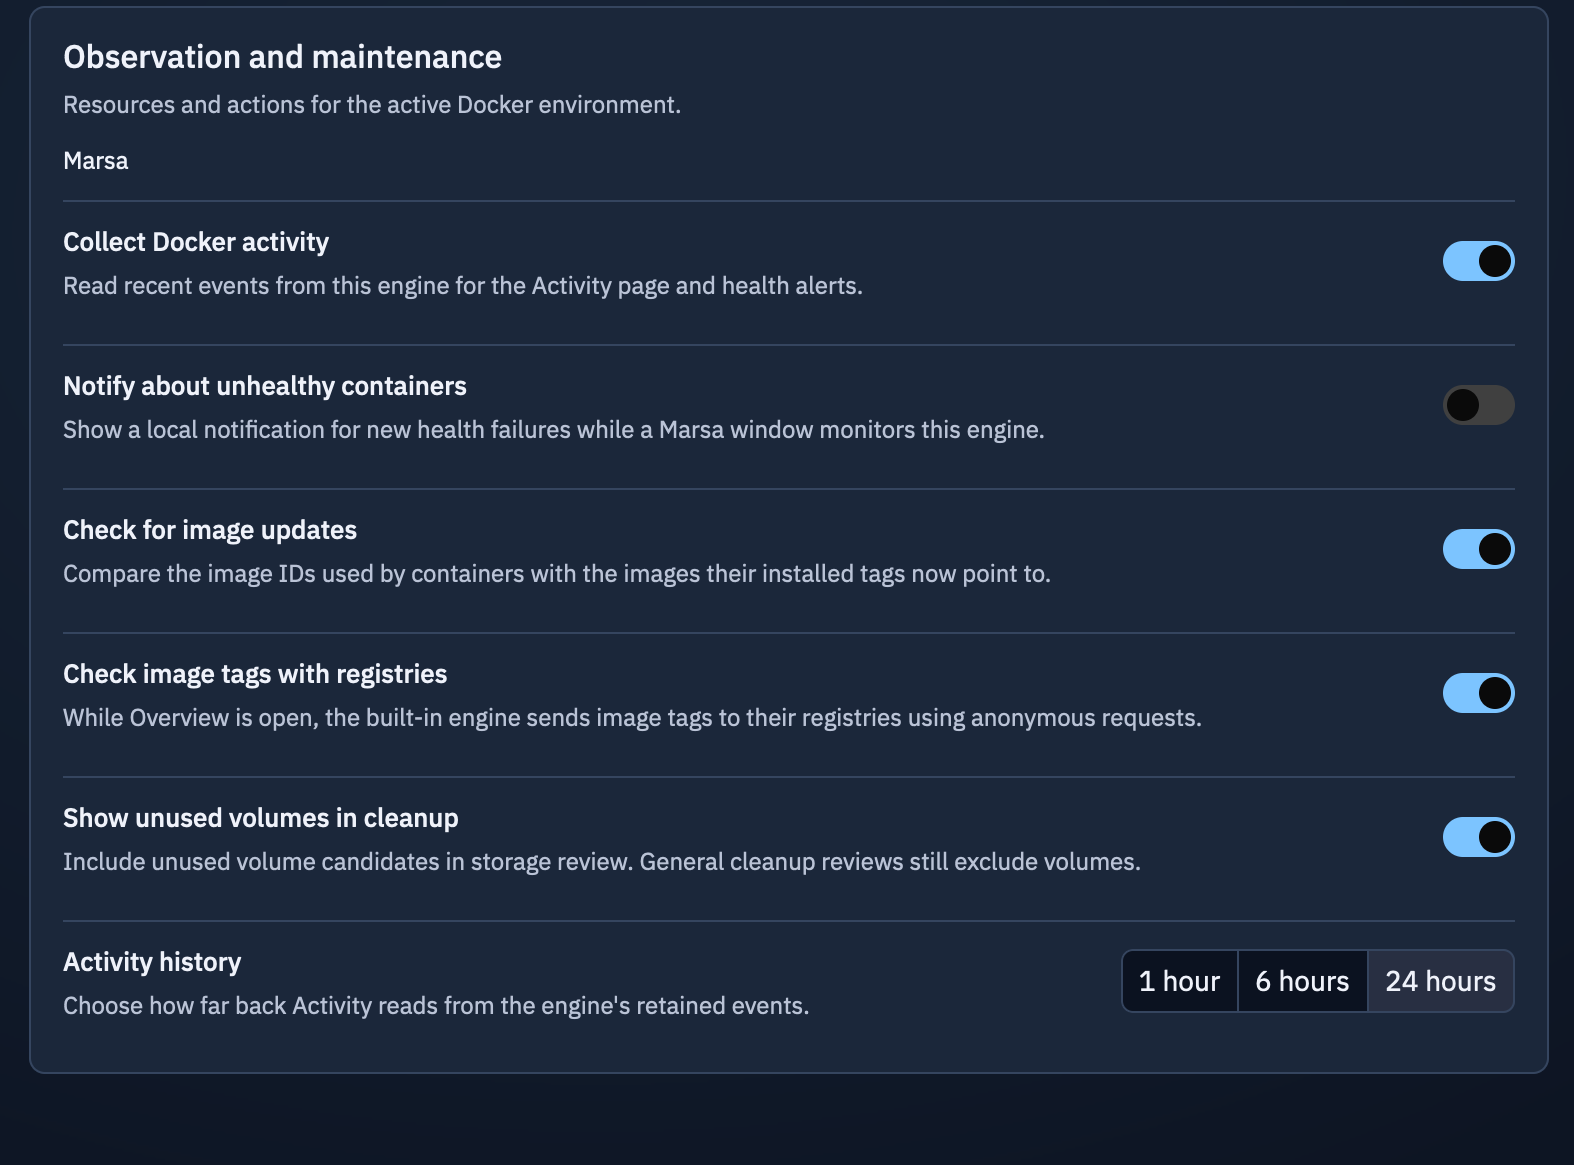 Observation and maintenance
Resources and actions for the active Docker environment.
Marsa
Collect Docker activity
Read recent events from this engine for the Activity page and health alerts.
Notify about unhealthy containers
Show a local notification for new health failures while a Marsa window monitors this engine.
Check for image updates
Compare the image IDs used by containers with the images their installed tags now point to.
Check image tags with registries
While Overview is open, the built-in engine sends image tags to their registries using anonymous requests.
Show unused volumes in cleanup
Include unused volume candidates in storage review. General cleanup reviews still exclude volumes.
Activity history
Choose how far back Activity reads from the engine's retained events.
1 hour 6 hours 24 hours